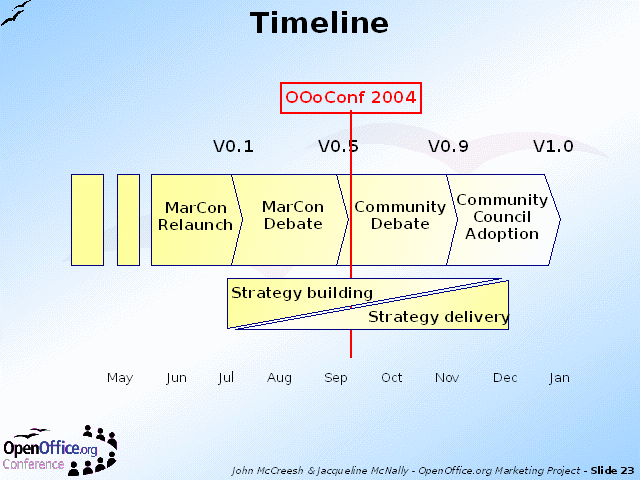 Timeline
OOoConf 2004
V0.1 V0.5 V0.9 V1.0
MarCon
Relaunch
MarCon
Debate
Community
Debate
Community
Council
Adoption
Strategy building
Strategy delivery
May Jun Jul Aug Sep Oct Nov Dec Jan
OpenOffice.org
Conference
John McCreesh & Jacqueline McNally - OpenOffice.org Marketing Project - Slide 23